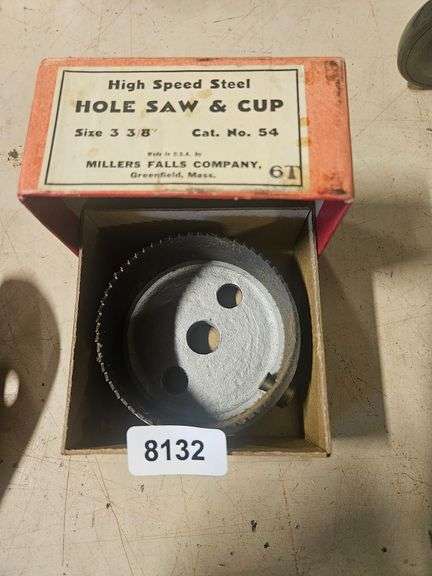 High Speed Steel
HOLE SAW & CUP
Size 3 3/8" Cat. No. 54
Made in U.S.A. by
MILLERS FALLS COMPANY,
Greenfield, Mass.
6T
8132